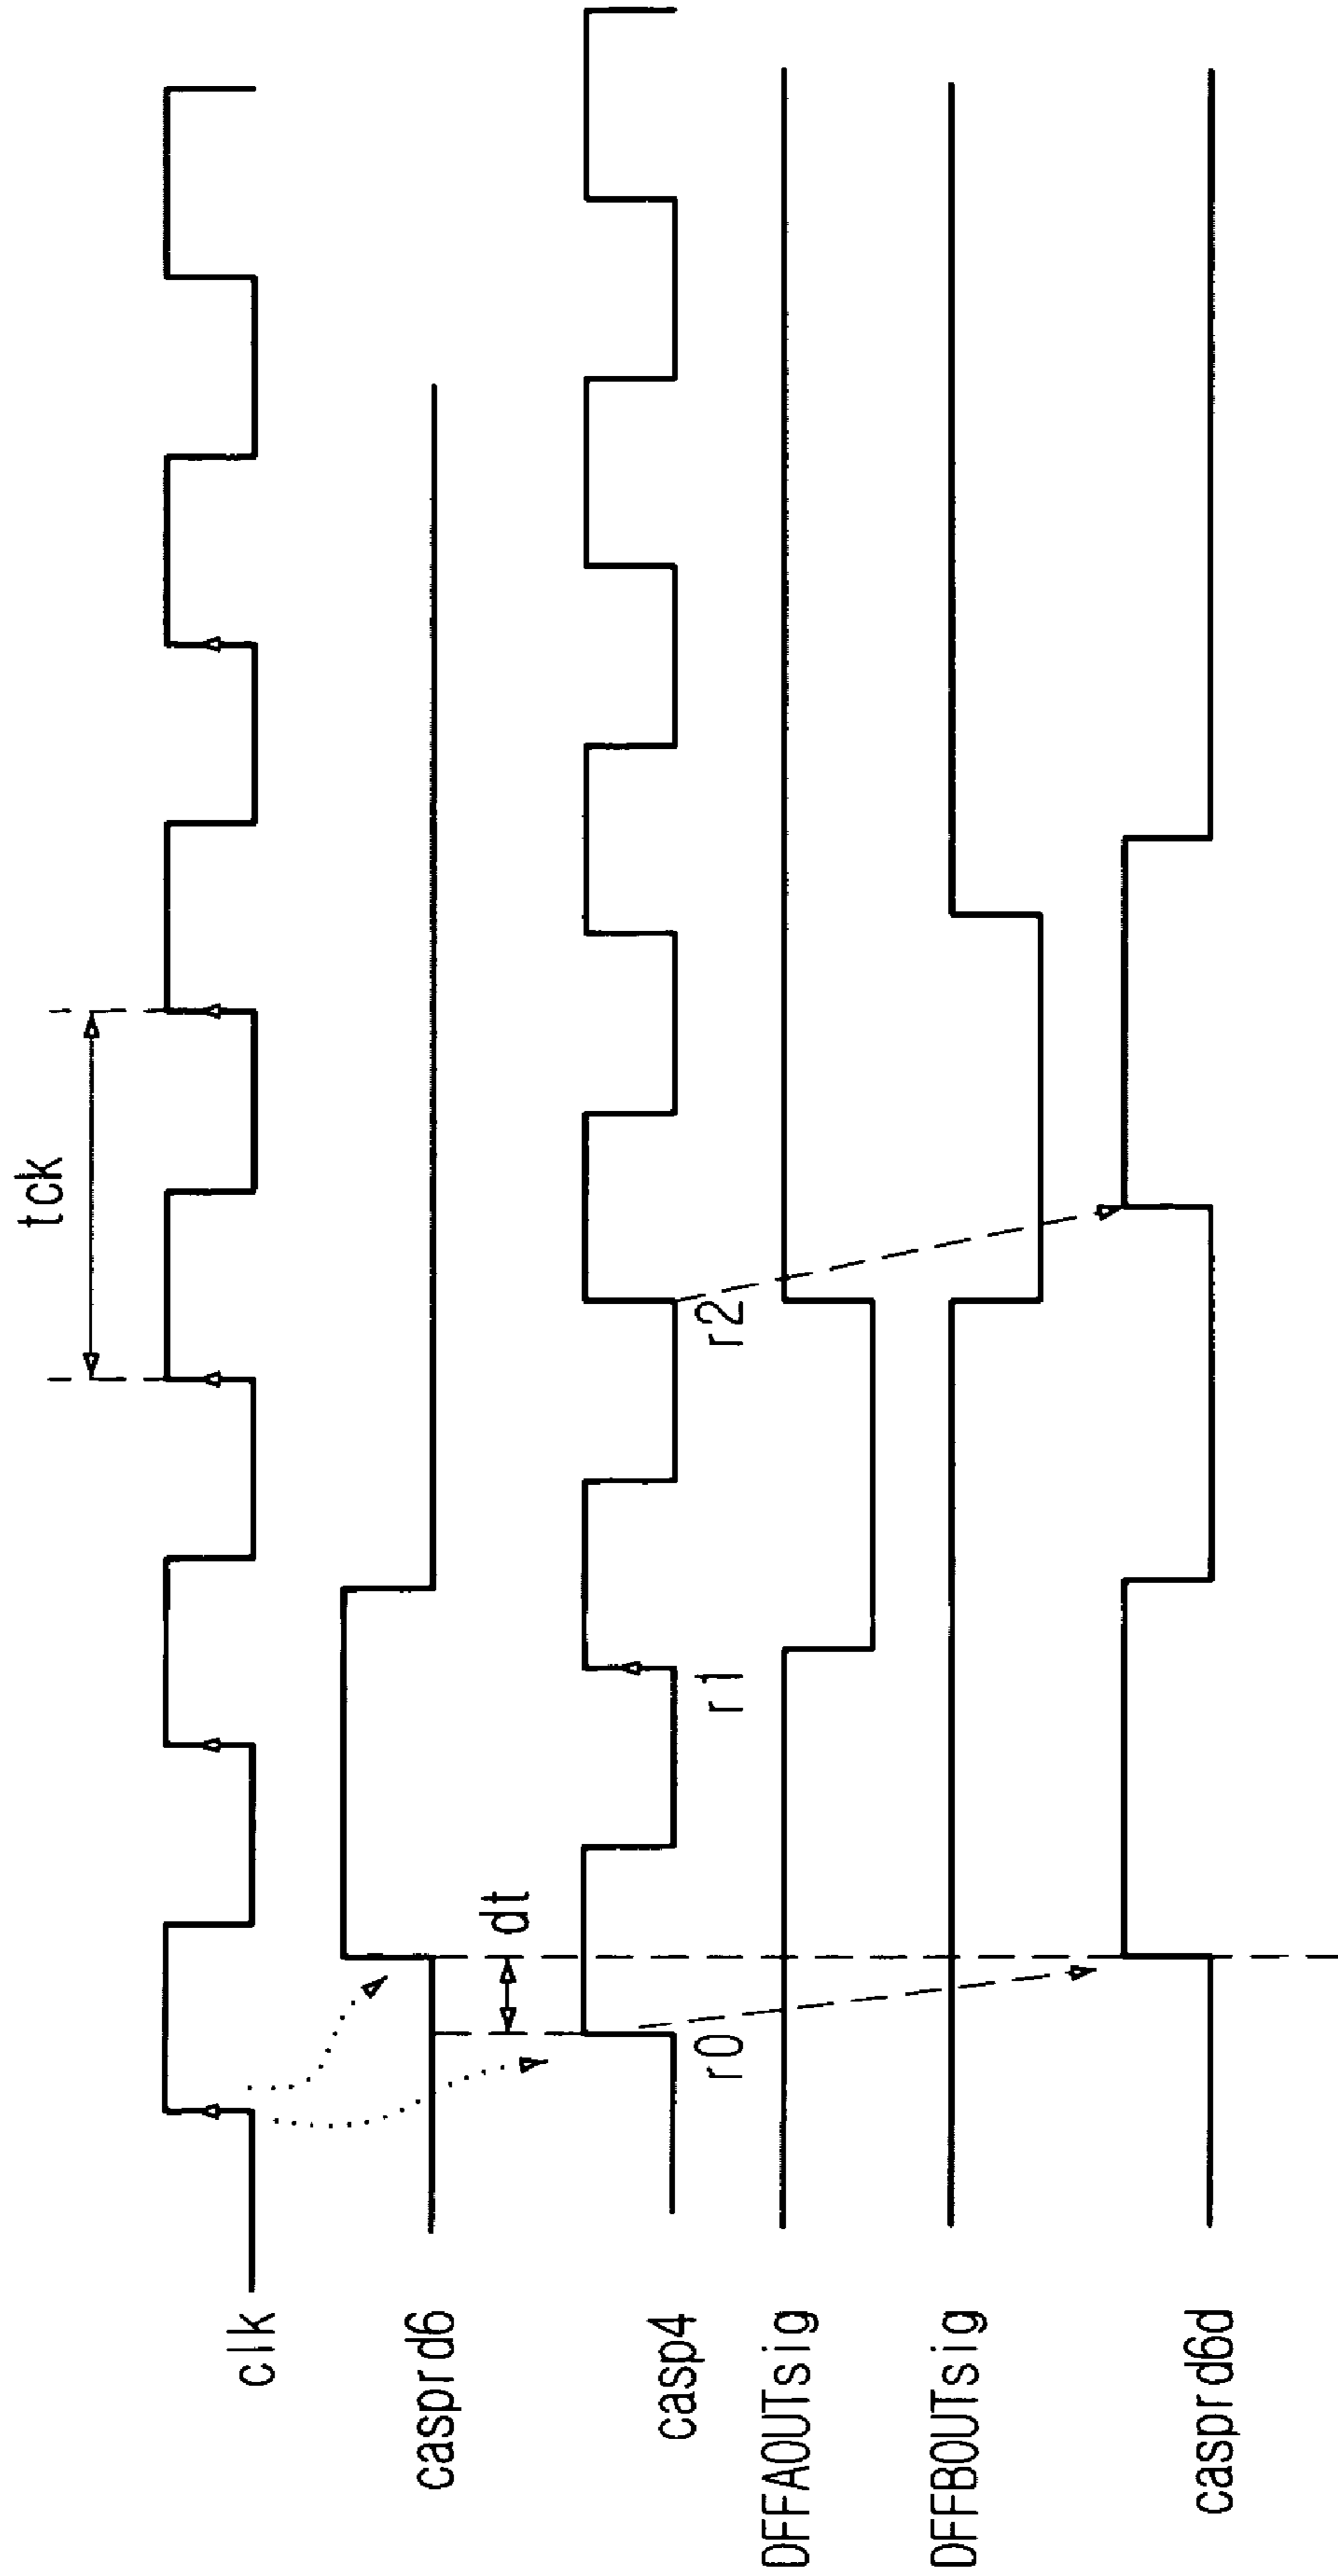 tck
clk
casprd6
dt
casp4
r0
r1
r2
DFFAOUTsig
DFFBOUTsig
casprd6d